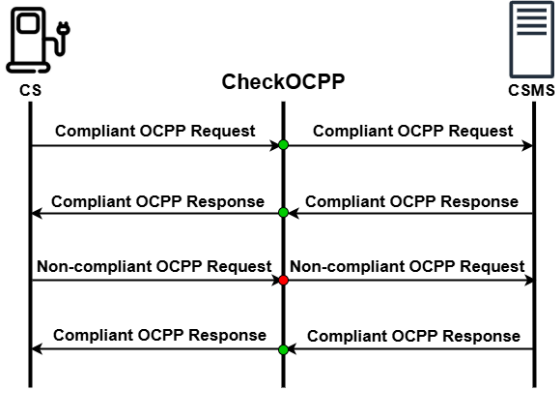 CS
CheckOCPP
CSMS
Compliant OCPP Request
Compliant OCPP Request
Compliant OCPP Response
Compliant OCPP Response
Non-compliant OCPP Request
Non-compliant OCPP Request
Compliant OCPP Response
Compliant OCPP Response